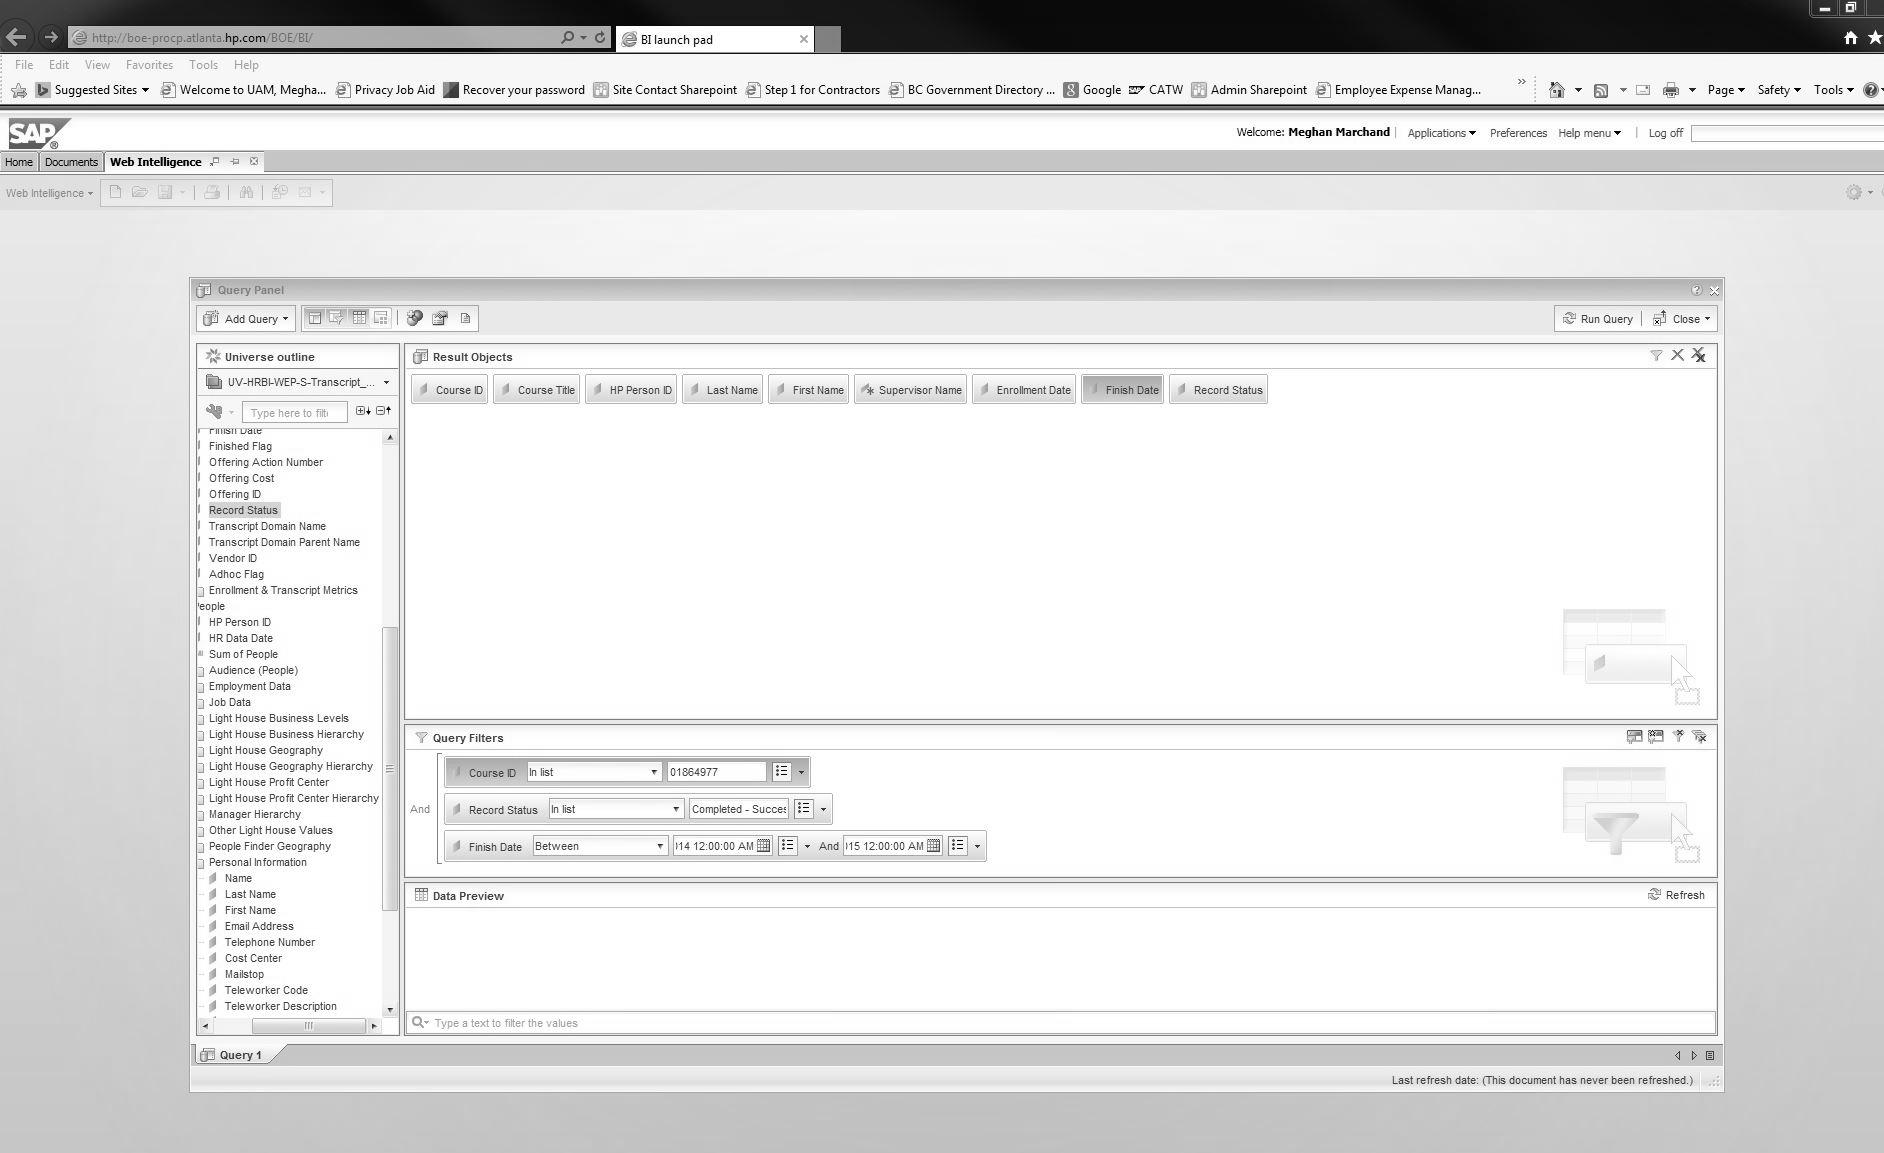 http://boe-procp.atlanta.hp.com/BOE/BI/
BI launch pad
File Edit View Favorites Tools Help
Suggested Sites Welcome to UAM, Megha... Privacy Job Aid Recover your password Site Contact Sharepoint Step 1 for Contractors BC Government Directory ... Google CATW Admin Sharepoint Employee Expense Manag... » Page Safety Tools
SAP
Welcome: Meghan Marchand Applications Preferences Help menu Log off
Home Documents Web Intelligence
Web Intelligence
Query Panel
Add Query Run Query Close
Universe outline
UV-HRBI-WEP-S-Transcript_...
Type here to filt
Finish Date
Finished Flag
Offering Action Number
Offering Cost
Offering ID
Record Status
Transcript Domain Name
Transcript Domain Parent Name
Vendor ID
Adhoc Flag
Enrollment & Transcript Metrics
People
HP Person ID
HR Data Date
Sum of People
Audience (People)
Employment Data
Job Data
Light House Business Levels
Light House Business Hierarchy
Light House Geography
Light House Geography Hierarchy
Light House Profit Center
Light House Profit Center Hierarchy
Manager Hierarchy
Other Light House Values
People Finder Geography
Personal Information
Name
Last Name
First Name
Email Address
Telephone Number
Cost Center
Mailstop
Teleworker Code
Teleworker Description
Result Objects
Course ID Course Title HP Person ID Last Name First Name Supervisor Name Enrollment Date Finish Date Record Status
Query Filters
And
Course ID In list 01864977
Record Status In list Completed - Succes
Finish Date Between 014 12:00:00 AM And 015 12:00:00 AM
Data Preview Refresh
Type a text to filter the values
Query 1
Last refresh date: (This document has never been refreshed.)